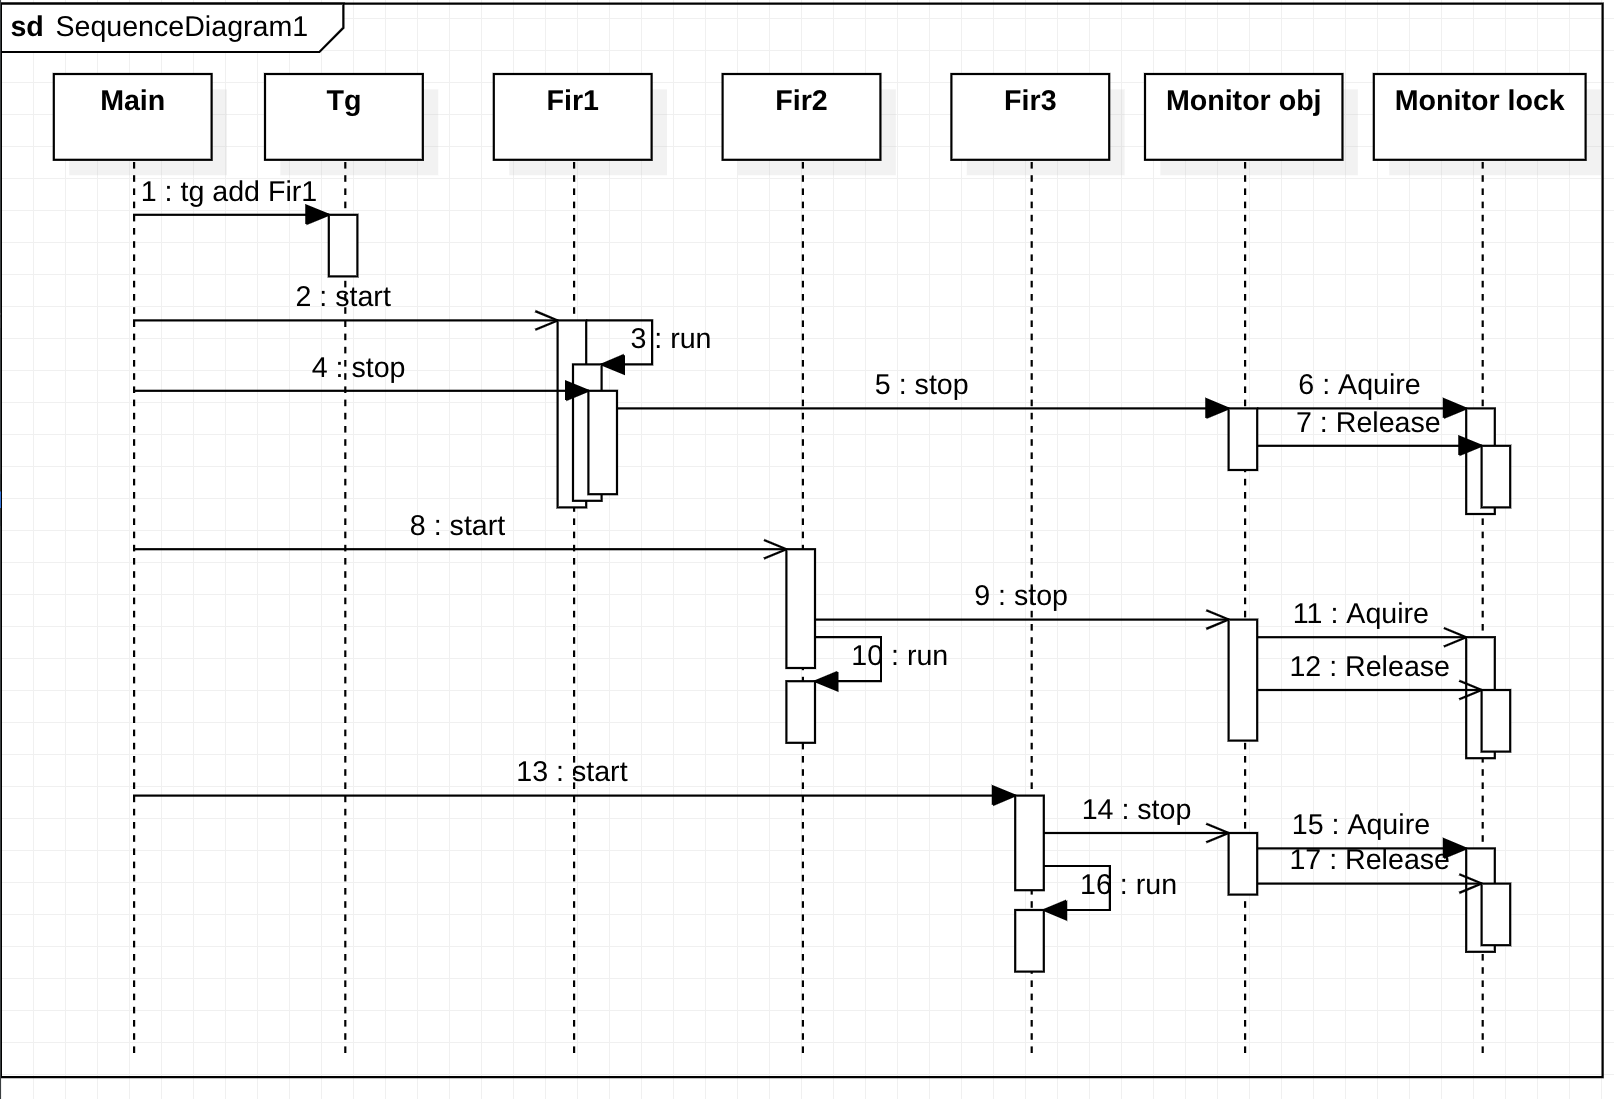 sd SequenceDiagram1
Main
Tg
Fir1
Fir2
Fir3
Monitor obj
Monitor lock
1 : tg add Fir1
2 : start
3 : run
4 : stop
5 : stop
6 : Aquire
7 : Release
8 : start
9 : stop
11 : Aquire
10 : run
12 : Release
13 : start
14 : stop
15 : Aquire
17 : Release
16 : run